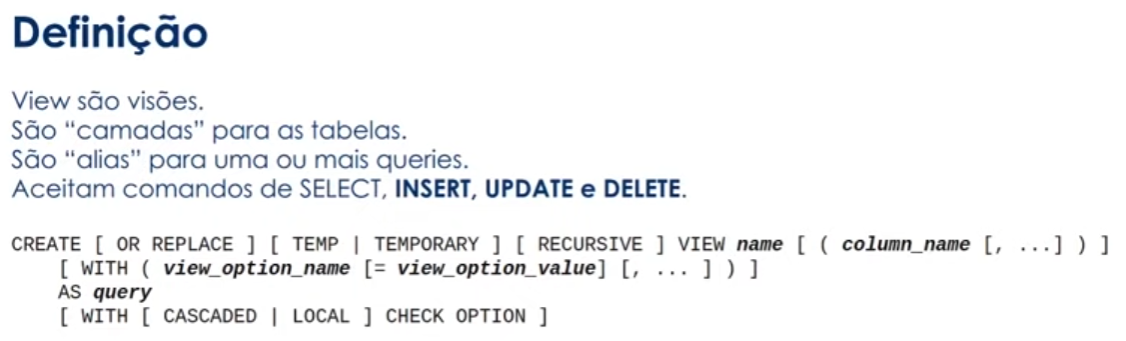 Definição
View são visões.
São “camadas” para as tabelas.
São “alias” para uma ou mais queries.
Aceitam comandos de SELECT, INSERT, UPDATE e DELETE.
CREATE [ OR REPLACE ] [ TEMP | TEMPORARY ] [ RECURSIVE ] VIEW name [ ( column_name [, ...] ) ]
[ WITH ( view_option_name [= view_option_value] [, ... ] ) ]
AS query
[ WITH [ CASCADED | LOCAL ] CHECK OPTION ]